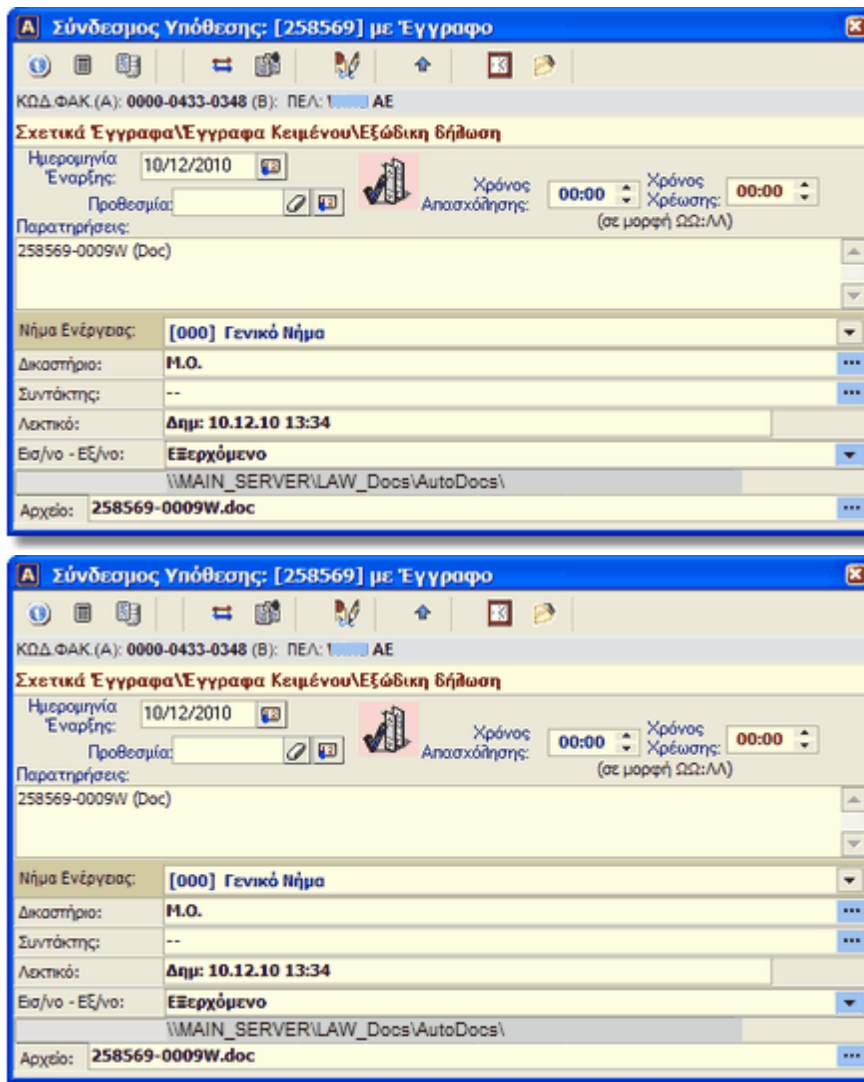 Σύνδεσμος Υπόθεσης: [258569] με Έγγραφο
ΚΩΔ.ΦΑΚ.(Α): 0000-0433-0348 (Β): ΠΕΛ: ΑΕ
Σχετικά Έγγραφα\Έγγραφα Κειμένου\Εξώδικη δήλωση
Ημερομηνία Έναρξης: 10/12/2010
Προθεσμία:
Χρόνος Απασχόλησης: 00:00 Χρόνος Χρέωσης: 00:00
(σε μορφή ΩΩ:ΛΛ)
Παρατηρήσεις:
258569-0009W (Doc)
Νήμα Ενέργειας: [000] Γενικό Νήμα
Δικαστήριο: Μ.Ο.
Συντάκτης: --
Λεκτικό: Δημ: 10.12.10 13:34
Εισ/νο - Εξ/νο: Εξερχόμενο
\\MAIN_SERVER\LAW_Docs\AutoDocs\
Αρχείο: 258569-0009W.doc
Σύνδεσμος Υπόθεσης: [258569] με Έγγραφο
ΚΩΔ.ΦΑΚ.(Α): 0000-0433-0348 (Β): ΠΕΛ: ΑΕ
Σχετικά Έγγραφα\Έγγραφα Κειμένου\Εξώδικη δήλωση
Ημερομηνία Έναρξης: 10/12/2010
Προθεσμία:
Χρόνος Απασχόλησης: 00:00 Χρόνος Χρέωσης: 00:00
(σε μορφή ΩΩ:ΛΛ)
Παρατηρήσεις:
258569-0009W (Doc)
Νήμα Ενέργειας: [000] Γενικό Νήμα
Δικαστήριο: Μ.Ο.
Συντάκτης: --
Λεκτικό: Δημ: 10.12.10 13:34
Εισ/νο - Εξ/νο: Εξερχόμενο
\\MAIN_SERVER\LAW_Docs\AutoDocs\
Αρχείο: 258569-0009W.doc